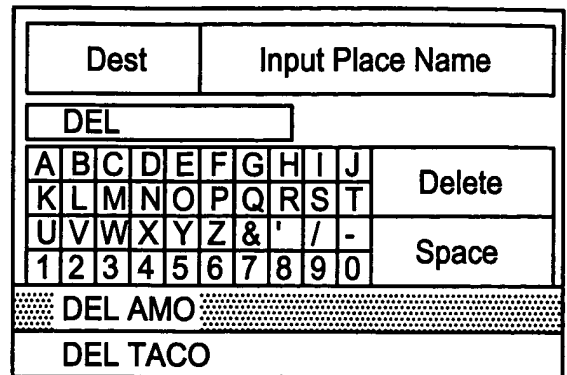 Dest Input Place Name
DEL
A B C D E F G H I J
K L M N O P Q R S T
Delete
U V W X Y Z & ' / -
1 2 3 4 5 6 7 8 9 0
Space
DEL AMO
DEL TACO